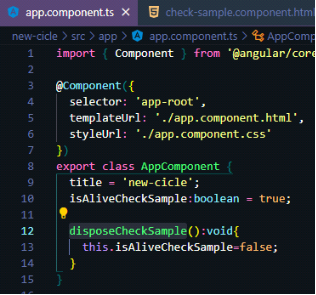 app.component.ts check-sample.component.html
new-cicle > src > app > app.component.ts > AppComp
1 import { Component } from '@angular/core
2
3 @Component({
4 selector: 'app-root',
5 templateUrl: './app.component.html',
6 styleUrl: './app.component.css'
7 })
8 export class AppComponent {
9 title = 'new-cicle';
10 isAliveCheckSample:boolean = true;
11
12 disposeCheckSample():void{
13 this.isAliveCheckSample=false;
14 }
15 }